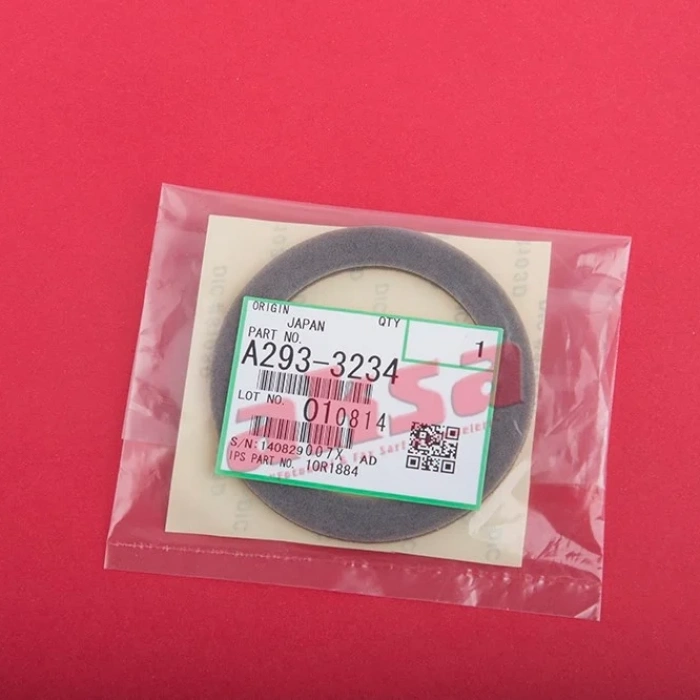 ORIGIN
JAPAN
QTY
1
PART NO.
A293-3234
LOT NO. 010814
S/N:140829007X AD
IPS PART NO. 10R1884